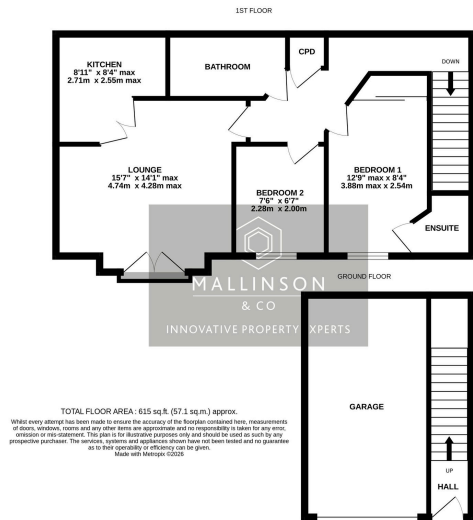 1ST FLOOR
KITCHEN
8'11" x 8'4" max
2.71m x 2.55m max
BATHROOM
CPD
DOWN
LOUNGE
15'7" x 14'1" max
4.74m x 4.28m max
BEDROOM 1
12'9" max x 8'4"
3.88m max x 2.54m
BEDROOM 2
7'6" x 6'7"
2.28m x 2.00m
ENSUITE
GROUND FLOOR
MALLINSON
& CO
INNOVATIVE PROPERTY EXPERTS
GARAGE
UP
HALL
TOTAL FLOOR AREA : 615 sq.ft. (57.1 sq.m.) approx.
Whilst every attempt has been made to ensure the accuracy of the floorplan contained here, measurements
of doors, windows, rooms and any other items are approximate and no responsibility is taken for any error,
omission or mis-statement. This plan is for illustrative purposes only and should be used as such by any
prospective purchaser. The services, systems and appliances shown have not been tested and no guarantee
as to their operability or efficiency can be given.
Made with Metropix ©2026